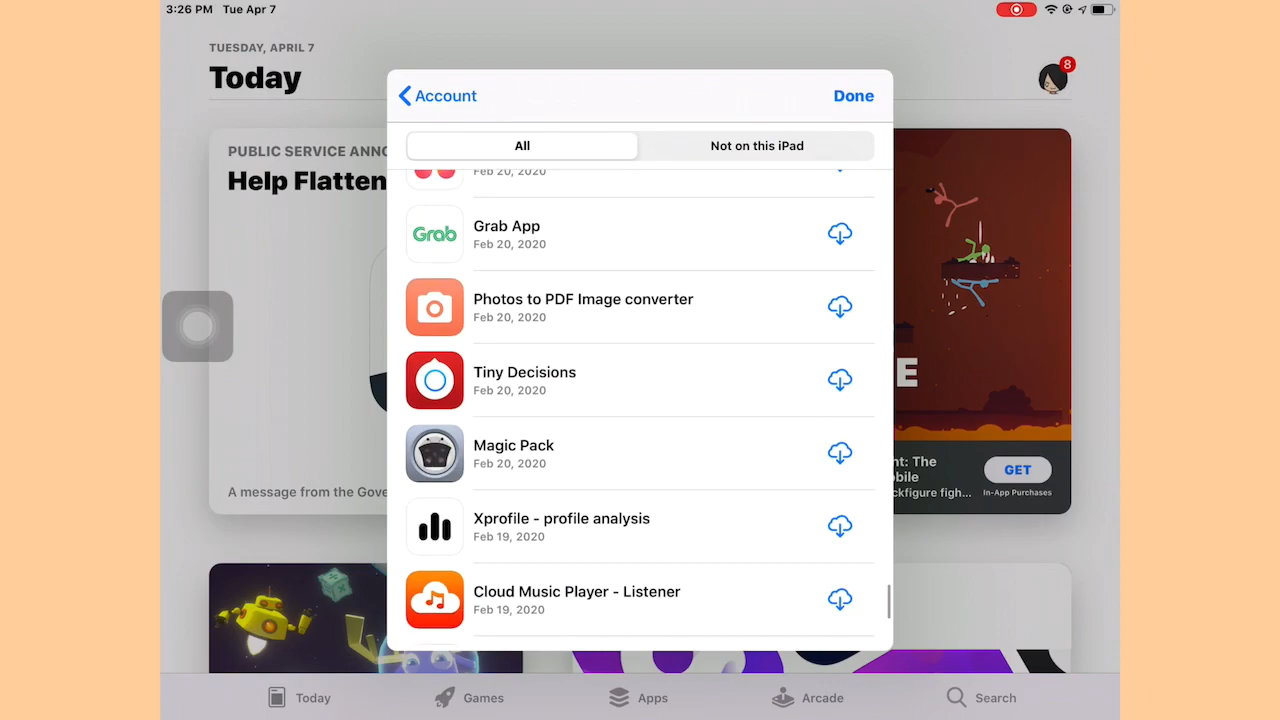 3:26 PM Tue Apr 7
TUESDAY, APRIL 7
Today
8
Account
Done
All
Not on this iPad
PUBLIC SERVICE ANNO
Help Flatten
A message from the Gove
Feb 20, 2020
Grab
Grab App
Feb 20, 2020
Photos to PDF Image converter
Feb 20, 2020
Tiny Decisions
Feb 20, 2020
Magic Pack
Feb 20, 2020
Xprofile - profile analysis
Feb 19, 2020
Cloud Music Player - Listener
Feb 19, 2020
E
nt: The
bile
ckfigure figh...
GET
In-App Purchases
Today
Games
Apps
Arcade
Search